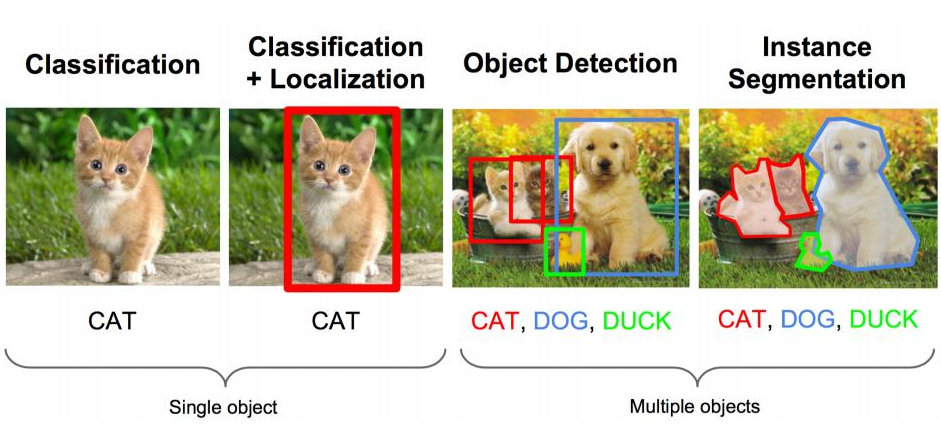 Classification
Classification
+ Localization
Object Detection
Instance
Segmentation
CAT
CAT
CAT, DOG, DUCK
CAT, DOG, DUCK
Single object
Multiple objects